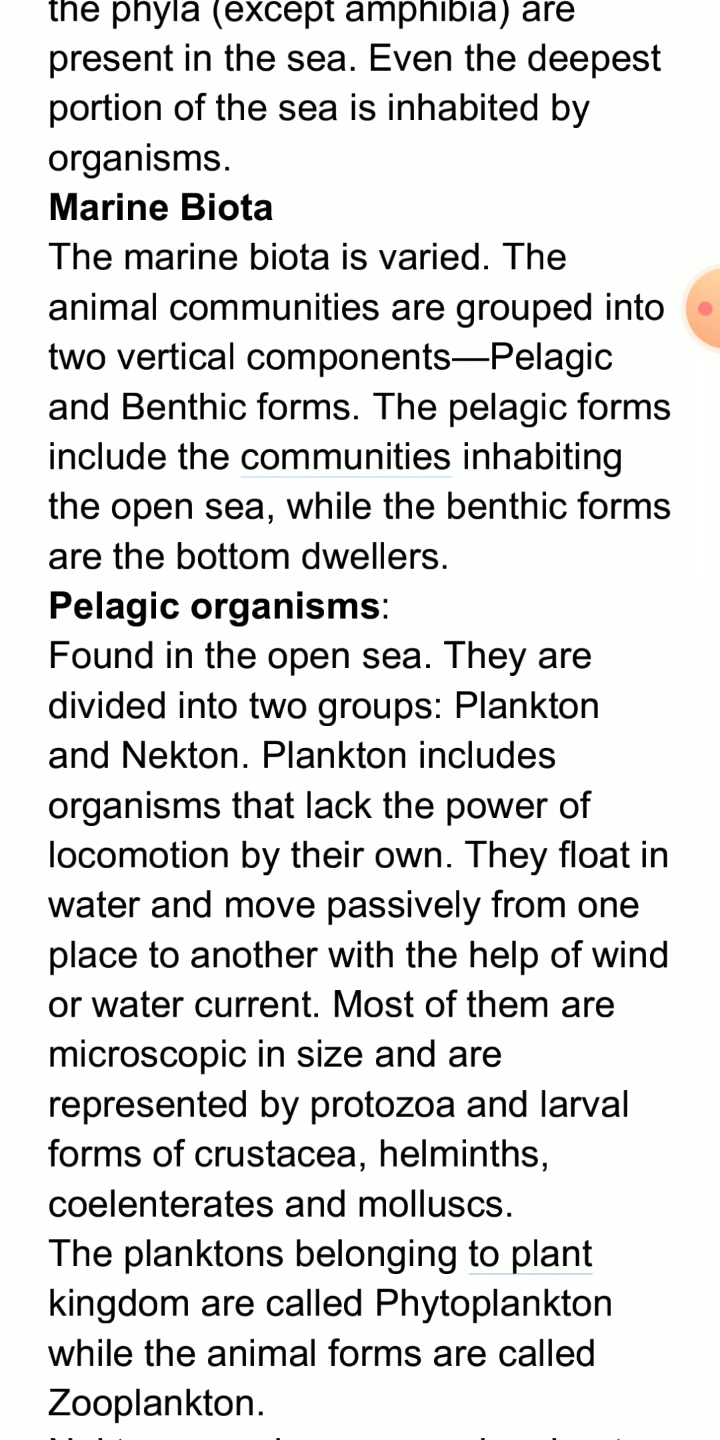 the phyla (except amphibia) are
present in the sea. Even the deepest
portion of the sea is inhabited by
organisms.
Marine Biota
The marine biota is varied. The
animal communities are grouped into
two vertical components—Pelagic
and Benthic forms. The pelagic forms
include the communities inhabiting
the open sea, while the benthic forms
are the bottom dwellers.
Pelagic organisms:
Found in the open sea. They are
divided into two groups: Plankton
and Nekton. Plankton includes
organisms that lack the power of
locomotion by their own. They float in
water and move passively from one
place to another with the help of wind
or water current. Most of them are
microscopic in size and are
represented by protozoa and larval
forms of crustacea, helminths,
coelenterates and molluscs.
The planktons belonging to plant
kingdom are called Phytoplankton
while the animal forms are called
Zooplankton.